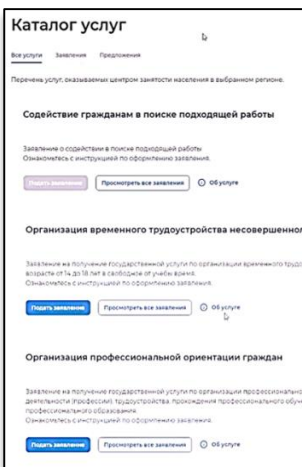 Каталог услуг
Все услуги Заявления Предложения
Перечень услуг, оказываемых центром занятости населения в выбранном регионе.
Содействие гражданам в поиске подходящей работы
Заявление о содействии в поиске подходящей работы
Ознакомьтесь с инструкцией по оформлению заявления.
Подать заявление Просмотреть все заявления Об услуге
Организация временного трудоустройства несовершеннол
Заявление на получение государственной услуги по организации временного трудо
возрасте от 14 до 18 лет в свободное от учебы время.
Ознакомьтесь с инструкцией по оформлению заявления.
Подать заявление Просмотреть все заявления Об услуге
Организация профессиональной ориентации граждан
Заявление на получение государственной услуги по организации профессионально
деятельности (профессии), трудоустройства, прохождения профессионального обуч
профессионального образования.
Ознакомьтесь с инструкцией по оформлению заявления.
Подать заявление Просмотреть все заявления Об услуге